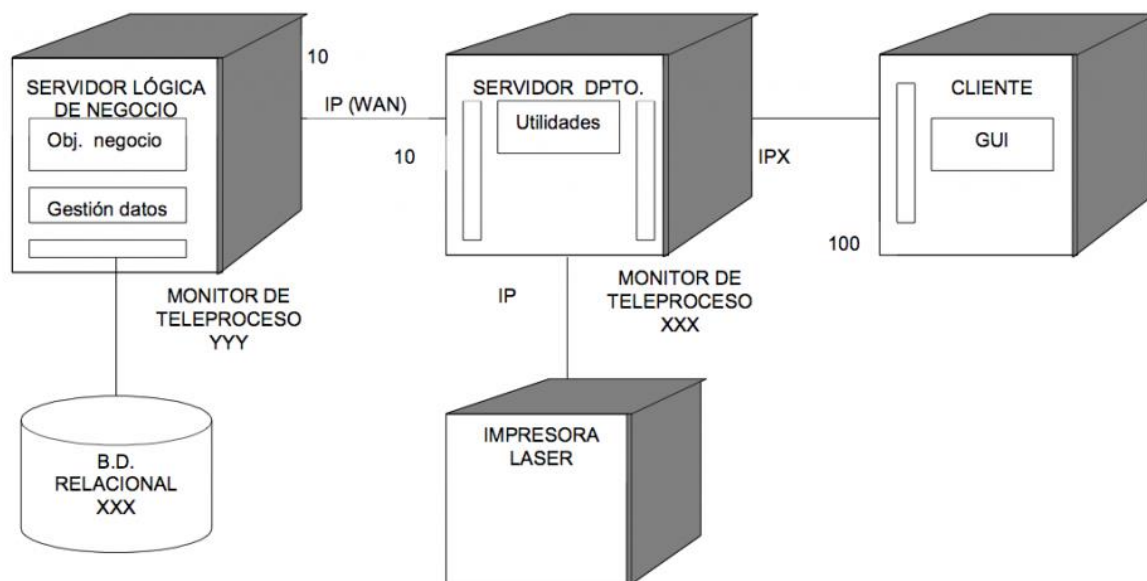 SERVIDOR LÓGICA
DE NEGOCIO
Obj. negocio
Gestión datos
10
IP (WAN)
10
SERVIDOR DPTO.
Utilidades
IPX
100
CLIENTE
GUI
MONITOR DE
TELEPROCESO
YYY
IP
MONITOR DE
TELEPROCESO
XXX
B.D.
RELACIONAL
XXX
IMPRESORA
LASER